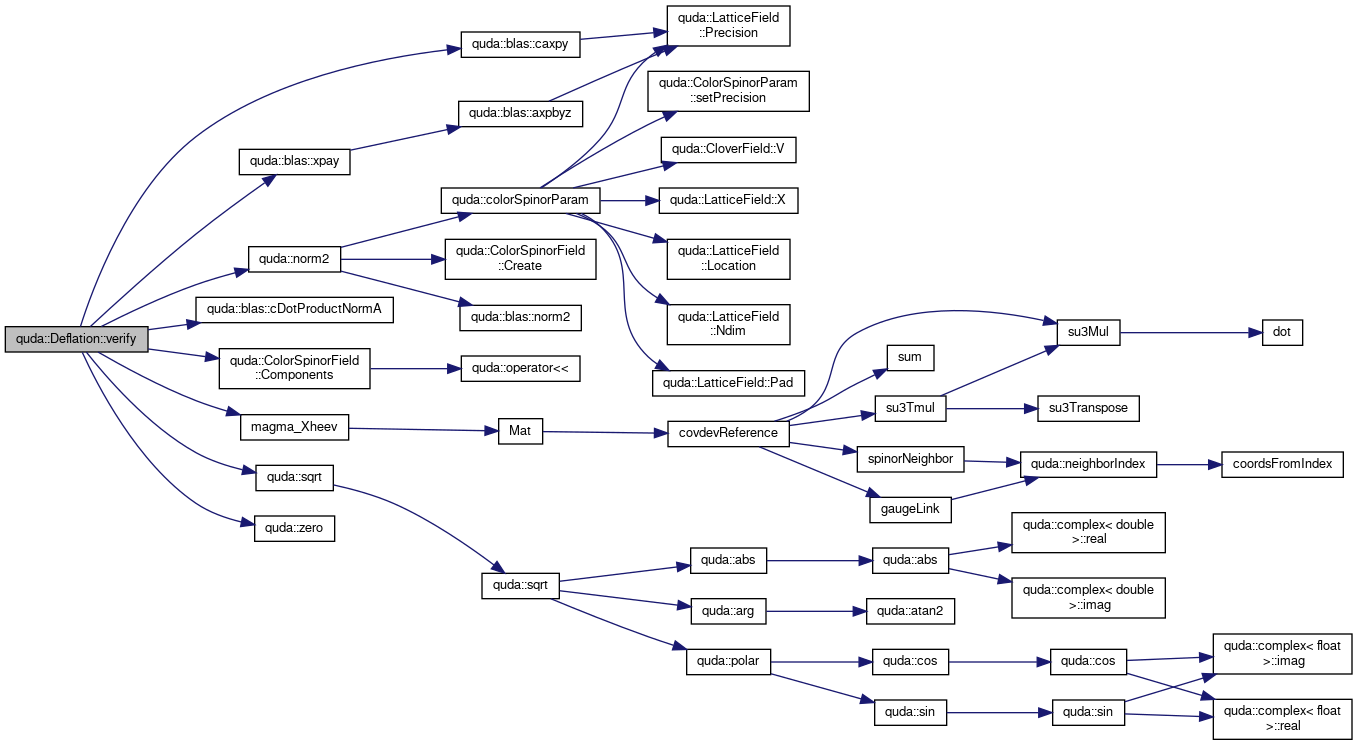 quda::LatticeField
::Precision
quda::blas::caxpy
quda::ColorSpinorParam
::setPrecision
quda::blas::axpbyz
quda::CloverField::V
quda::blas::xpay
quda::colorSpinorParam
quda::LatticeField::X
quda::norm2
quda::ColorSpinorField
::Create
quda::LatticeField
::Location
quda::blas::cDotProductNormA
quda::blas::norm2
quda::LatticeField
::Ndim
quda::Deflation::verify
su3Mul
dot
sum
quda::ColorSpinorField
::Components
quda::operator<<
quda::LatticeField::Pad
su3Tmul
su3Transpose
magma_Xheev
Mat
covdevReference
spinorNeighbor
quda::neighborIndex
coordsFromIndex
quda::sqrt
gaugeLink
quda::zero
quda::complex< double
>::real
quda::abs
quda::abs
quda::sqrt
quda::complex< double
>::imag
quda::arg
quda::atan2
quda::polar
quda::cos
quda::cos
quda::complex< float
>::imag
quda::sin
quda::sin
quda::complex< float
>::real